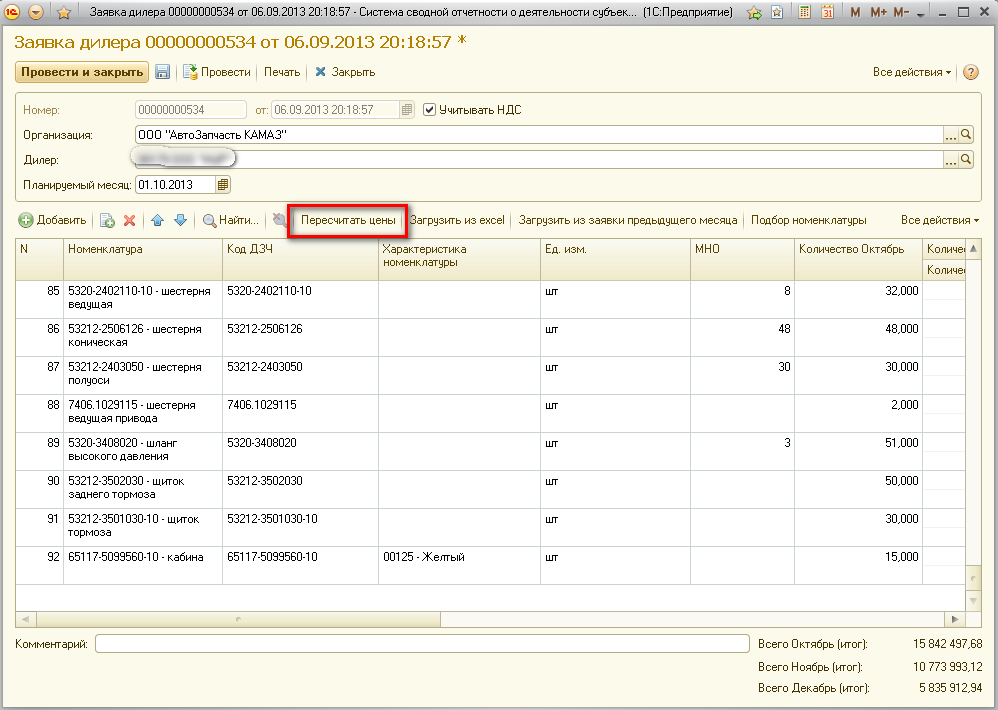 Заявка дилера 00000000534 от 06.09.2013 20:18:57 - Система сводной отчетности о деятельности субъек... [1С:Предприятие]
M M+ M-
Заявка дилера 00000000534 от 06.09.2013 20:18:57 *
Провести и закрыть Провести Печать Закрыть Все действия
Номер: 00000000534 от: 06.09.2013 20:18:57 Учитывать НДС
Организация: ООО "АвтоЗапчасть КАМАЗ" ...
Дилер: ...
Планируемый месяц: 01.10.2013
Добавить Найти... Пересчитать цены Загрузить из excel Загрузить из заявки предыдущего месяца Подбор номенклатуры Все действия
N Номенклатура Код ДЗЧ Характеристика номенклатуры Ед. изм. МНО Количество Октябрь Количе
Количе
85 5320-2402110-10 - шестерня ведущая 5320-2402110-10 шт 8 32,000
86 53212-2506126 - шестерня коническая 53212-2506126 шт 48 48,000
87 53212-2403050 - шестерня полуоси 53212-2403050 шт 30 30,000
88 7406.1029115 - шестерня ведущая привода 7406.1029115 шт 2,000
89 5320-3408020 - шланг высокого давления 5320-3408020 шт 3 51,000
90 53212-3502030 - щиток заднего тормоза 53212-3502030 шт 50,000
91 53212-3501030-10 - щиток тормоза 53212-3501030-10 шт 30,000
92 65117-5099560-10 - кабина 65117-5099560-10 00125 - Желтый шт 15,000
Комментарий: Всего Октябрь (итог): 15 842 497,68
Всего Ноябрь (итог): 10 773 993,12
Всего Декабрь (итог): 5 835 912,94